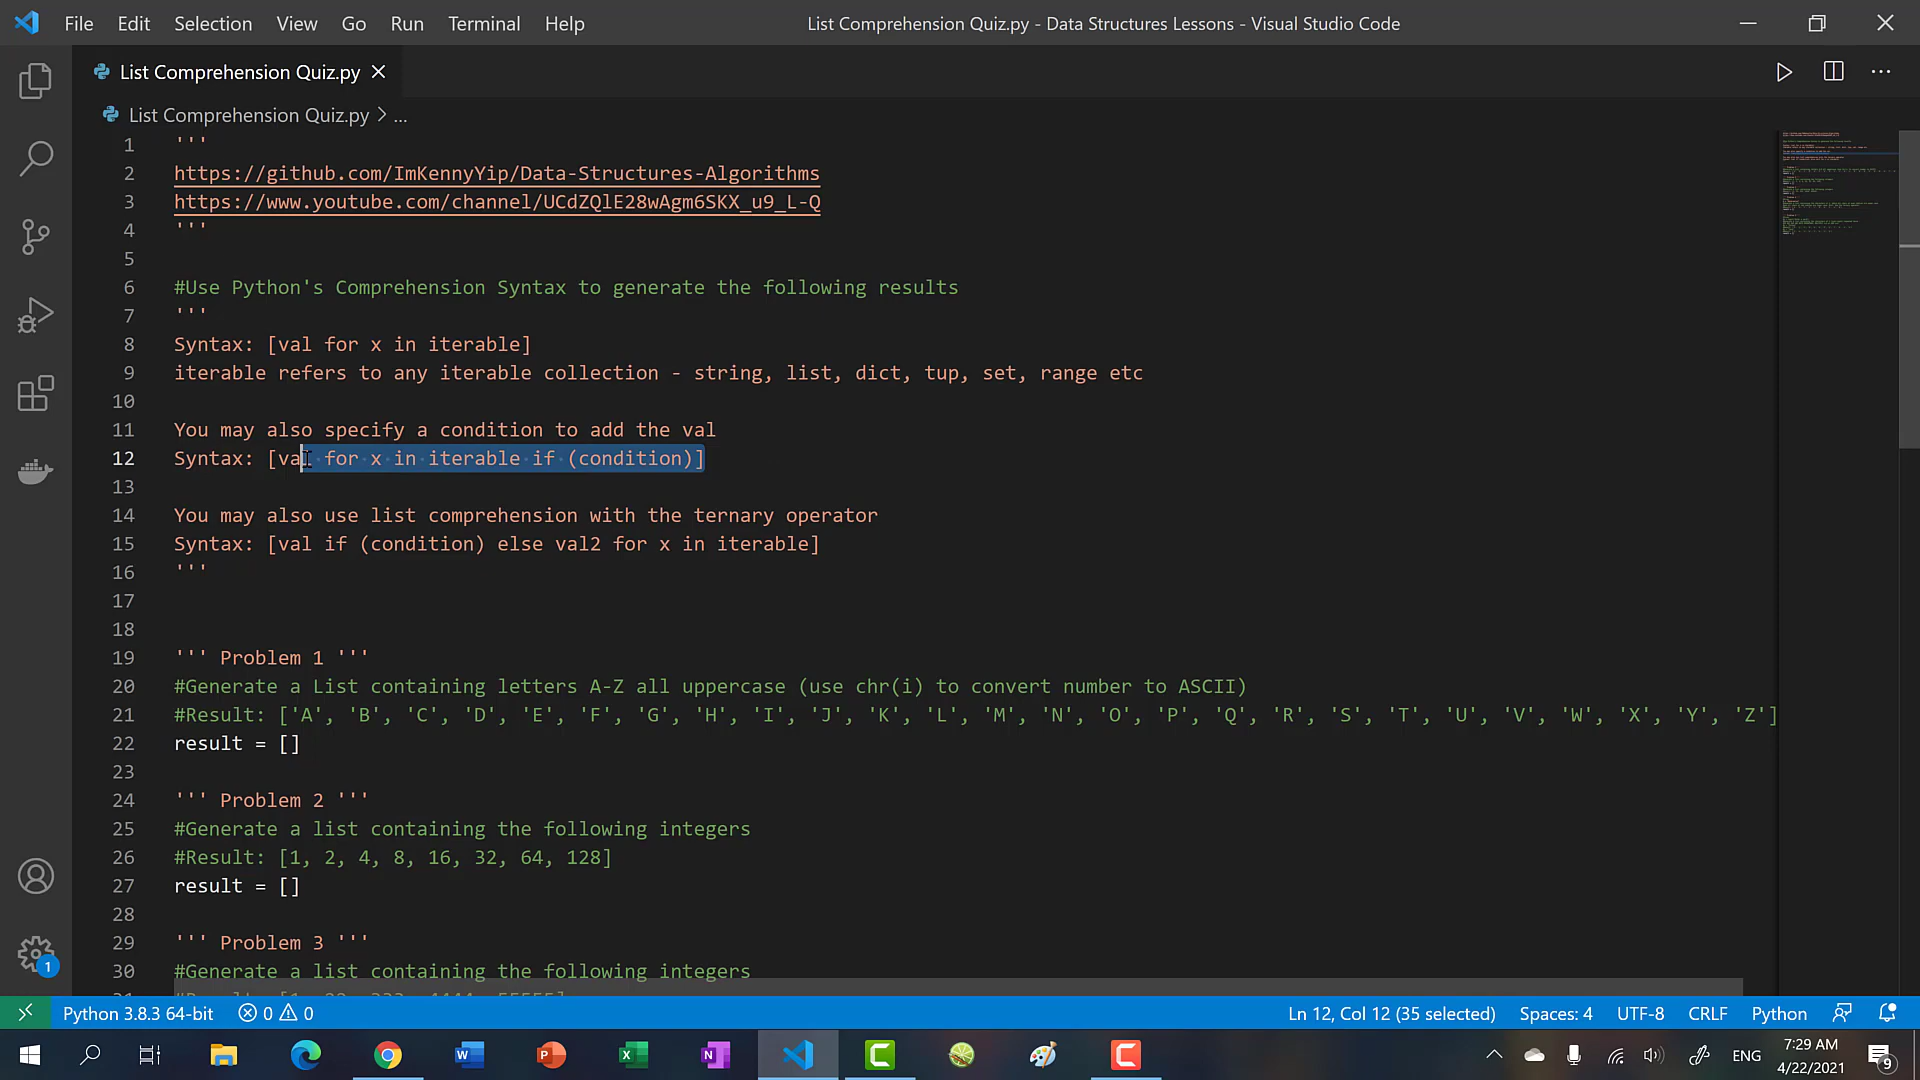 File Edit Selection View Go Run Terminal Help
List Comprehension Quiz.py - Data Structures Lessons - Visual Studio Code
List Comprehension Quiz.py
List Comprehension Quiz.py > ...
1 '''
2 https://github.com/ImKennyYip/Data-Structures-Algorithms
3 https://www.youtube.com/channel/UCdZQlE28wAgm6SKX_u9_L-Q
4 '''
5
6 #Use Python's Comprehension Syntax to generate the following results
7 '''
8 Syntax: [val for x in iterable]
9 iterable refers to any iterable collection - string, list, dict, tup, set, range etc
10
11 You may also specify a condition to add the val
12 Syntax: [val for x in iterable if (condition)]
13
14 You may also use list comprehension with the ternary operator
15 Syntax: [val if (condition) else val2 for x in iterable]
16 '''
17
18
19 ''' Problem 1 '''
20 #Generate a List containing letters A-Z all uppercase (use chr(i) to convert number to ASCII)
21 #Result: ['A', 'B', 'C', 'D', 'E', 'F', 'G', 'H', 'I', 'J', 'K', 'L', 'M', 'N', 'O', 'P', 'Q', 'R', 'S', 'T', 'U', 'V', 'W', 'X', 'Y', 'Z']
22 result = []
23
24 ''' Problem 2 '''
25 #Generate a list containing the following integers
26 #Result: [1, 2, 4, 8, 16, 32, 64, 128]
27 result = []
28
29 ''' Problem 3 '''
30 #Generate a list containing the following integers
1
Python 3.8.3 64-bit 0 0 Ln 12, Col 12 (35 selected) Spaces: 4 UTF-8 CRLF Python
ENG
7:29 AM
4/22/2021
9